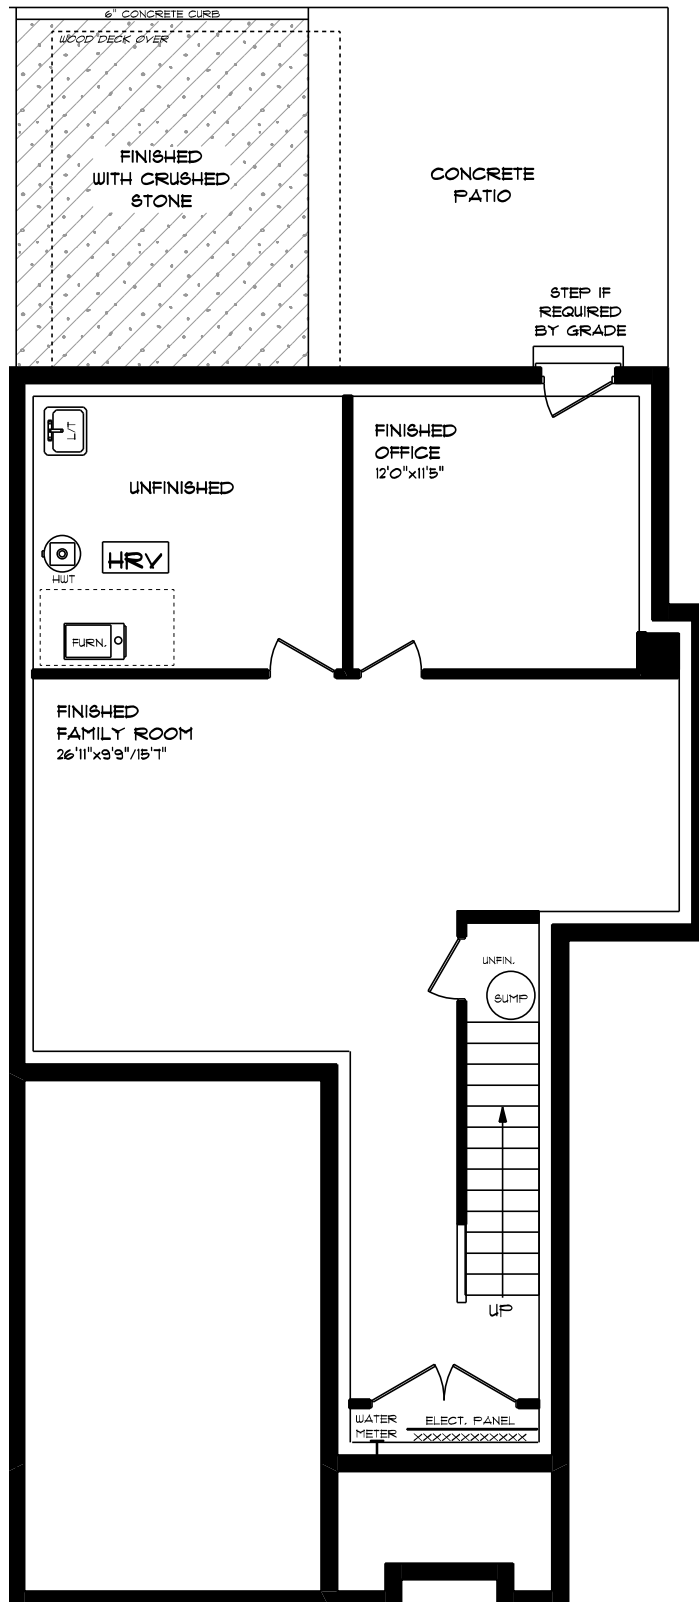 6" CONCRETE CURB
WOOD DECK OVER
FINISHED
WITH CRUSHED
STONE
CONCRETE
PATIO
STEP IF
REQUIRED
BY GRADE
L/T
FINISHED
OFFICE
12'0"x11'5"
UNFINISHED
HRV
HWT
FURN.
FINISHED
FAMILY ROOM
26'11"x9'9"/15'7"
UNFIN.
SUMP
UP
WATER
METER
ELECT. PANEL